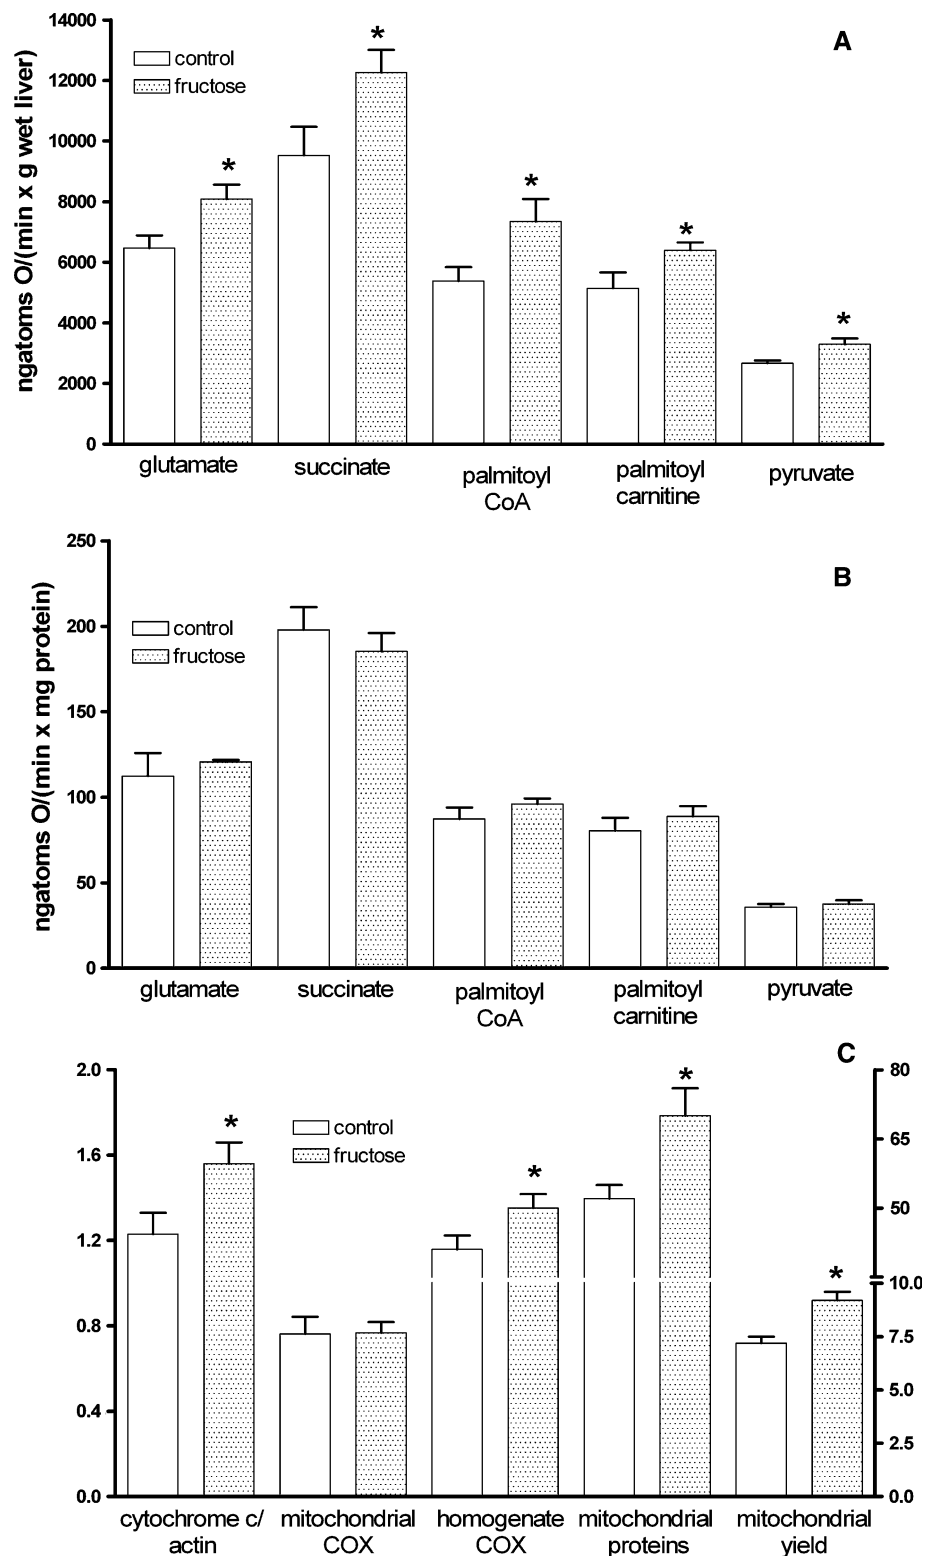 A
ngatoms O/(min x g wet liver)
14000
12000
10000
8000
6000
4000
2000
0
control
fructose
*
*
*
*
*
glutamate
succinate
palmitoyl
CoA
palmitoyl
carnitine
pyruvate
B
ngatoms O/(min x mg protein)
250
200
150
100
50
0
control
fructose
glutamate
succinate
palmitoyl
CoA
palmitoyl
carnitine
pyruvate
C
2.0
1.6
1.2
0.8
0.4
0.0
control
fructose
*
*
*
*
80
65
50
10.0
7.5
5.0
2.5
0.0
cytochrome c/
actin
mitochondrial
COX
homogenate
COX
mitochondrial
proteins
mitochondrial
yield